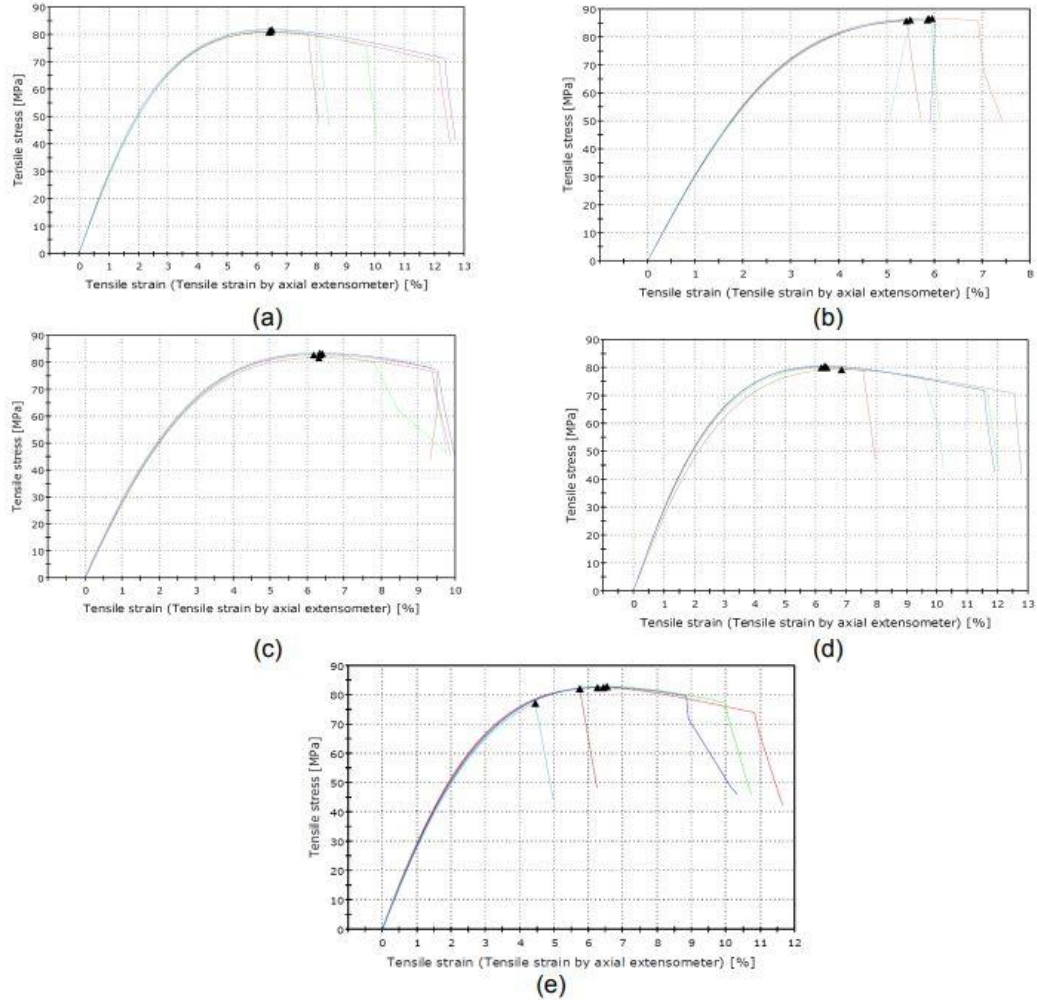 Tensile stress [MPa]
90
80
70
60
50
40
30
20
10
0
0 1 2 3 4 5 6 7 8 9 10 11 12 13
Tensile strain (Tensile strain by axial extensometer) [%]
(a)
Tensile stress [MPa]
90
80
70
60
50
40
30
20
10
0
0 1 2 3 4 5 6 7 8
Tensile strain (Tensile strain by axial extensometer) [%]
(b)
Tensile stress [MPa]
90
80
70
60
50
40
30
20
10
0
0 1 2 3 4 5 6 7 8 9 10
Tensile strain (Tensile strain by axial extensometer) [%]
(c)
Tensile stress [MPa]
90
80
70
60
50
40
30
20
10
0
0 1 2 3 4 5 6 7 8 9 10 11 12 13
Tensile strain (Tensile strain by axial extensometer) [%]
(d)
Tensile stress [MPa]
90
80
70
60
50
40
30
20
10
0
0 1 2 3 4 5 6 7 8 9 10 11 12
Tensile strain (Tensile strain by axial extensometer) [%]
(e)